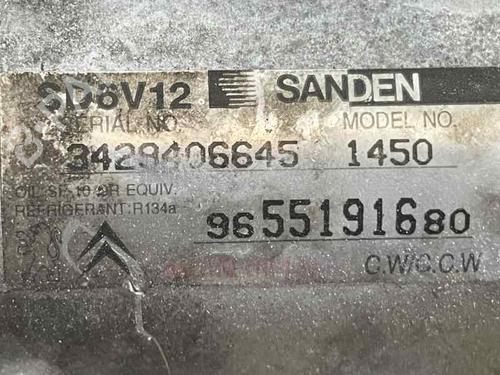 SD6V12 SANDEN
SERIAL NO. MODEL NO.
3429406645 1450
OIL SP-10 OR EQUIV.
REFRIGERANT: R134a
9655191680
C.W/C.C.W